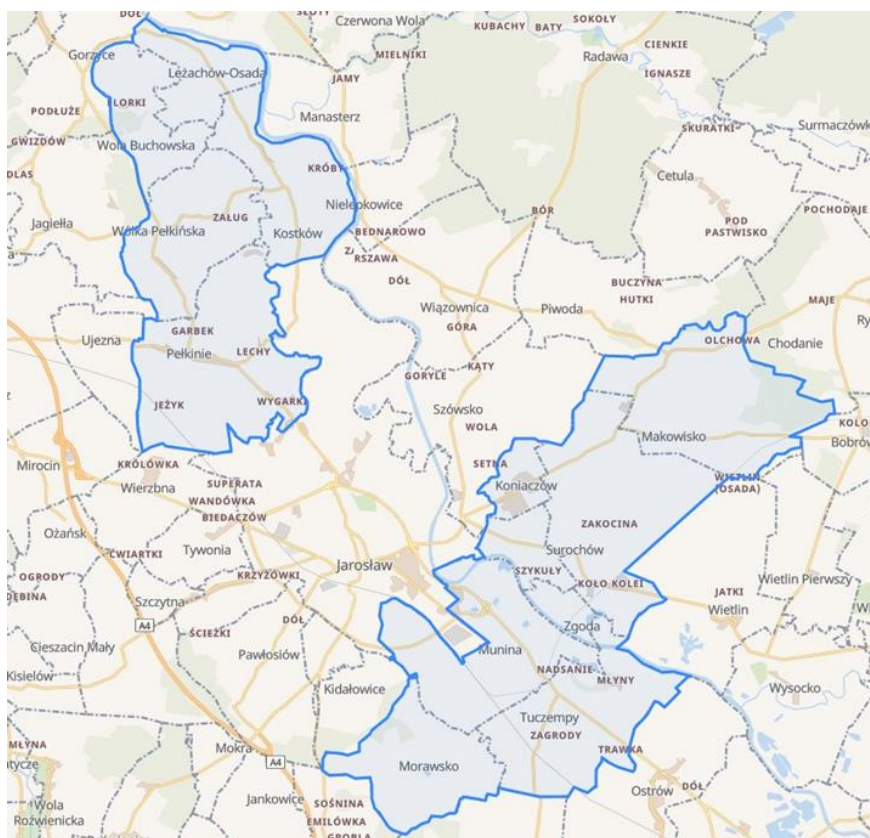 DÓŁ
SŁOTY
Czerwona Wola
KUBACHY
BATY
SOKOŁY
Gorzyce
MIELNIKI
Radawa
CIENKIE
IGNASZE
Leżachów-Osada
JAMY
PODŁUŻE
Manasterz
GWIZDÓW
Wola Buchowska
SKURATKI
Surmaczówka
KRÓBY
Cetula
Jagiełła
ZAŁUG
Nielepkowice
BÓR
POD
PASTWISKO
POCHODAJE
Wólka Pełkińska
Kostków
BEDNAROWO
DÓŁ
BUCZYNA
HUTKI
Wiązownica
Piwoda
MAJE
Ujezna
GARBEK
GÓRA
OLCHOWA
Chodanie
Pełkinie
LECHY
KĄTY
GORYLE
JEŻYK
WYGARKI
Szówsko
WOLA
Makowisko
Mirocin
KRÓLÓWKA
SETNA
Wierzbna
SUPERATA
Koniaczów
WIETLIN
(OSADA)
WANDÓWKA
BIEDACZÓW
Ożańsk
Tywonia
ZAKOCINA
ĆWIARTKI
Surochów
Jarosław
OGRODY
KRZYŻÓWKI
SZYKUŁY
KOŁO KOLEI
Wietlin Pierwszy
Szczytna
JATKI
Wietlin
A4
DÓŁ
Zgoda
ŚCIEŻKI
Cieszacin Mały
Pawłosiów
Munina
NADSANIE
MŁYNY
Kisielów
Kidałowice
Wysocko
Tuczempy
ZAGRODY
Mokra
TRAWKA
A4
Morawsko
Ostrów
DÓŁ
Jankowice
Wola
Roźwienicka
SOŚNINA
EMILÓWKA
GROBLA